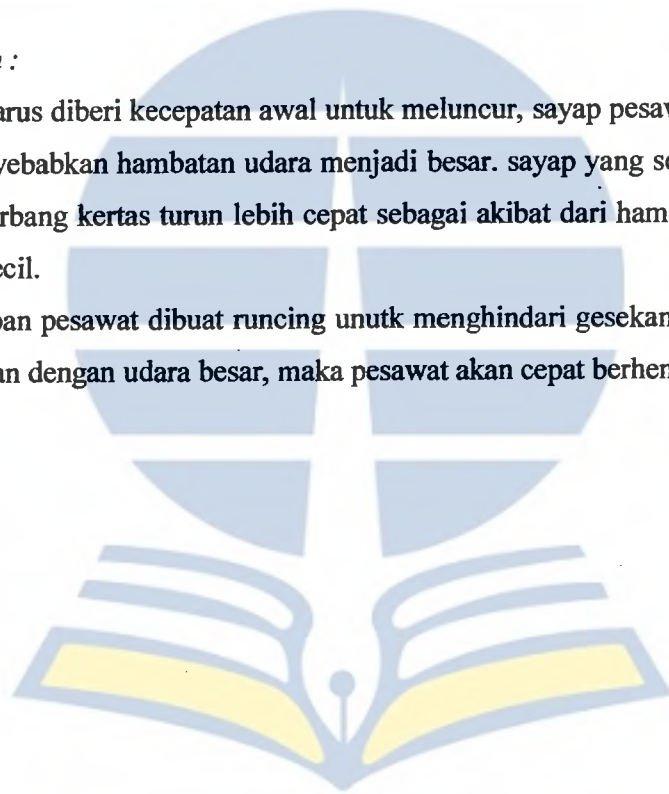 :
arus diberi kecepatan awal untuk meluncur, sayap pesaw
yebabkan hambatan udara menjadi besar. sayap yang se
rbang kertas turun lebih cepat sebagai akibat dari ham
ecil.
pan pesawat dibuat runcing unutk menghindari gesekan
an dengan udara besar, maka pesawat akan cepat berhen